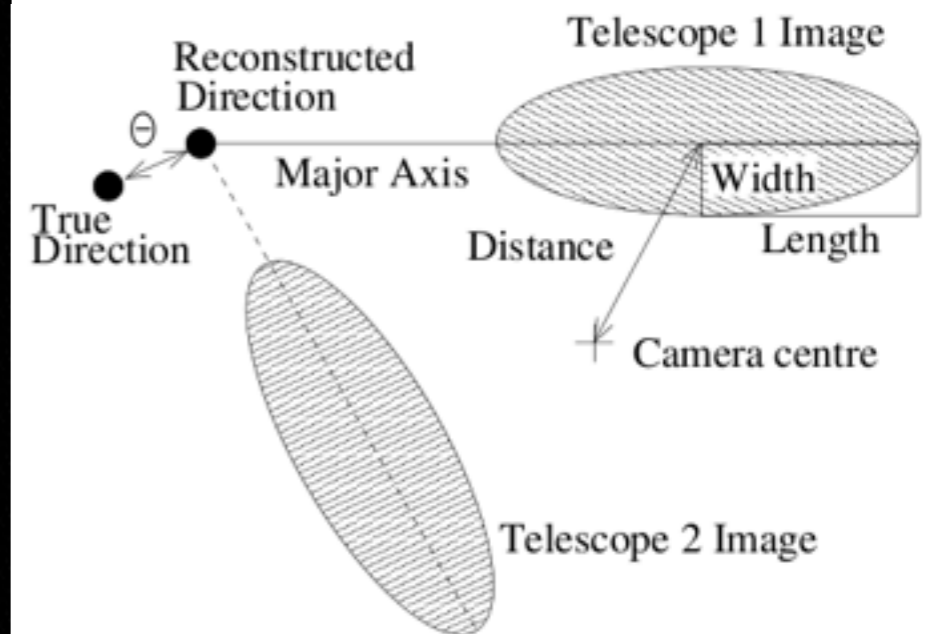 Telescope 1 Image
Reconstructed
Direction
Θ
Major Axis
Width
True
Direction
Distance
Length
Camera centre
Telescope 2 Image